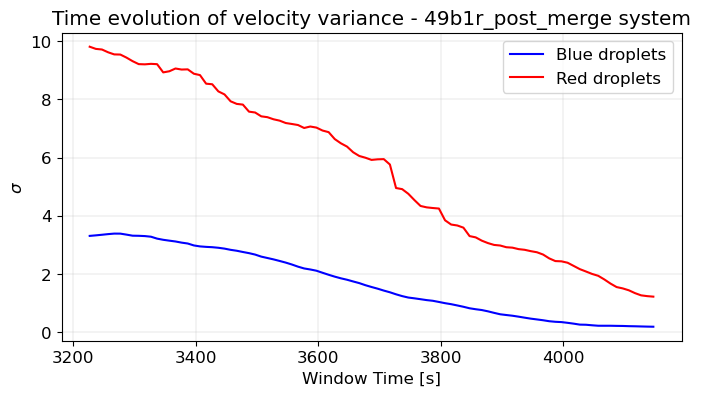 Time evolution of velocity variance - 49b1r_post_merge system
10
8
6
4
2
0
σ
Blue droplets
Red droplets
3200 3400 3600 3800 4000
Window Time [s]